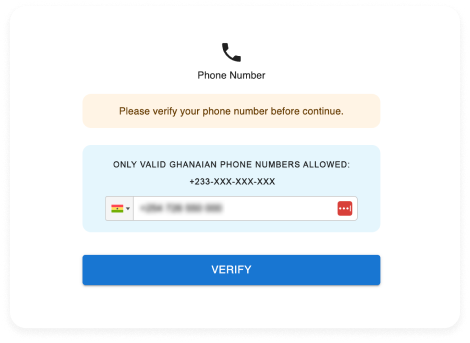 Phone Number
Please verify your phone number before continue.
ONLY VALID GHANAIAN PHONE NUMBERS ALLOWED:
+233-XXX-XXX-XXX
VERIFY